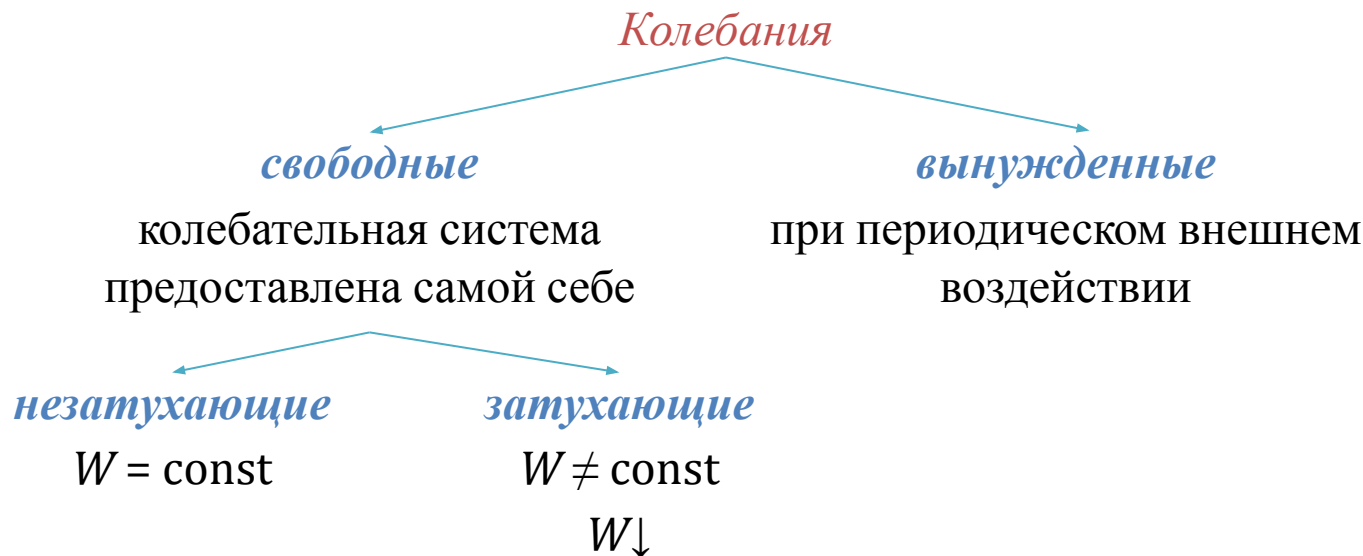 Колебания
свободные
колебательная система
предоставлена самой себе
вынужденные
при периодическом внешнем
воздействии
незатухающие
W = const
затухающие
W ≠ const
W↓